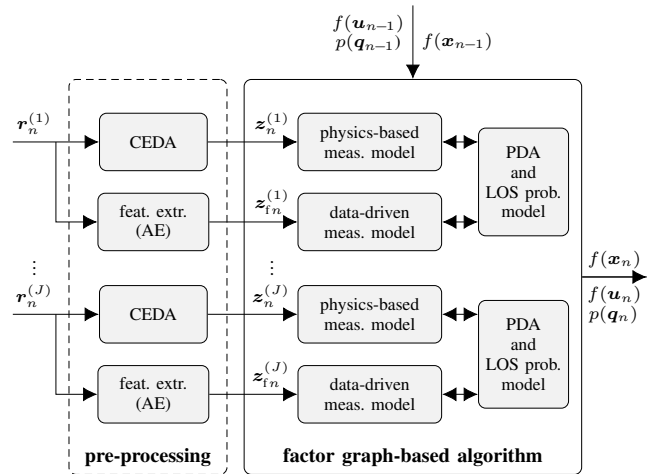 f(u_{n−1})
p(q_{n−1})
f(x_{n−1})
r_n^{(1)}
CEDA
z_n^{(1)}
physics-based
meas. model
PDA
and
LOS prob.
model
feat. extr.
(AE)
z_{fn}^{(1)}
data-driven
meas. model
⋮
⋮
f(x_n)
f(u_n)
p(q_n)
r_n^{(J)}
CEDA
z_n^{(J)}
physics-based
meas. model
PDA
and
LOS prob.
model
feat. extr.
(AE)
z_{fn}^{(J)}
data-driven
meas. model
pre-processing
factor graph-based algorithm